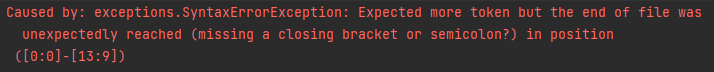 Caused by: exceptions.SyntaxErrorException: Expected more token but the end of file was
unexpectedly reached (missing a closing bracket or semicolon?) in position
([0:0]-[13:9])